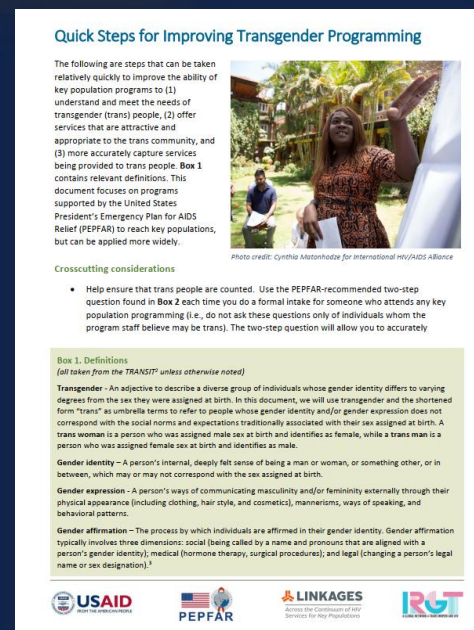 Quick Steps for Improving Transgender Programming
The following are steps that can be taken
relatively quickly to improve the ability of
key population programs to (1)
understand and meet the needs of
transgender (trans) people, (2) offer
services that are attractive and
appropriate to the trans community, and
(3) more accurately capture services
being provided to trans people. Box 1
contains relevant definitions. This
document focuses on programs
supported by the United States
President's Emergency Plan for AIDS
Relief (PEPFAR) to reach key populations,
but can be applied more widely.
Photo credit: Cynthia Matonhodze for International HIV/AIDS Alliance
Crosscutting considerations
• Help ensure that trans people are counted. Use the PEPFAR-recommended two-step
question found in Box 2 each time you do a formal intake for someone who attends any key
population programming (i.e., do not ask these questions only of individuals whom the
program staff believe may be trans). The two-step question will allow you to accurately
Box 1. Definitions
(all taken from the TRANSIT² unless otherwise noted)
Transgender - An adjective to describe a diverse group of individuals whose gender identity differs to varying
degrees from the sex they were assigned at birth. In this document, we will use transgender and the shortened
form "trans" as umbrella terms to refer to people whose gender identity and/or gender expression does not
correspond with the social norms and expectations traditionally associated with their sex assigned at birth. A
trans woman is a person who was assigned male sex at birth and identifies as female, while a trans man is a
person who was assigned female sex at birth and identifies as male.
Gender identity – A person's internal, deeply felt sense of being a man or woman, or something other, or in
between, which may or may not correspond with the sex assigned at birth.
Gender expression - A person's ways of communicating masculinity and/or femininity externally through their
physical appearance (including clothing, hair style, and cosmetics), mannerisms, ways of speaking, and
behavioral patterns.
Gender affirmation – The process by which individuals are affirmed in their gender identity. Gender affirmation
typically involves three dimensions: social (being called by a name and pronouns that are aligned with a
person's gender identity); medical (hormone therapy, surgical procedures); and legal (changing a person's legal
name or sex designation).³
USAID
FROM THE AMERICAN PEOPLE
PEPFAR
LINKAGES
Across the Continuum of HIV
Services for Key Populations
IRGT